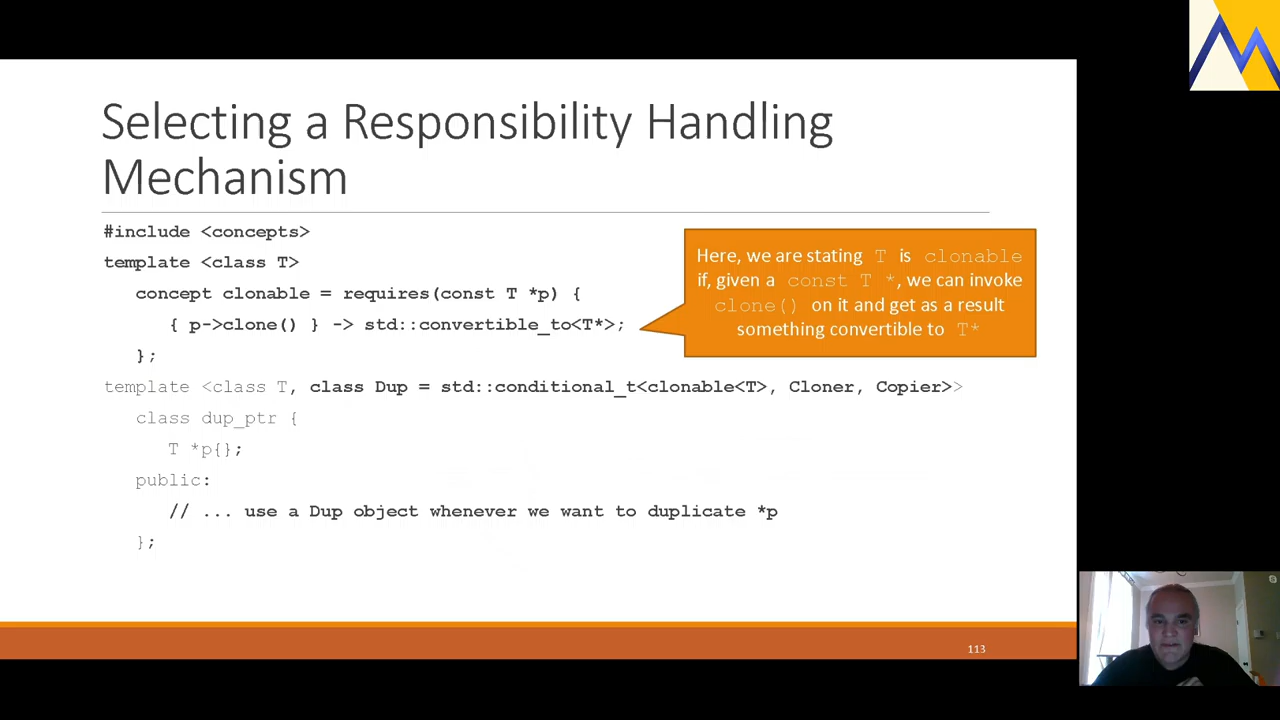 Selecting a Responsibility Handling
Mechanism
#include <concepts>
template <class T>
concept clonable = requires(const T *p) {
{ p->clone() } -> std::convertible_to<T*>;
};
template <class T, class Dup = std::conditional_t<clonable<T>, Cloner, Copier>>
class dup_ptr {
T *p{};
public:
// ... use a Dup object whenever we want to duplicate *p
};
Here, we are stating T is clonable
if, given a const T *, we can invoke
clone() on it and get as a result
something convertible to T*
113